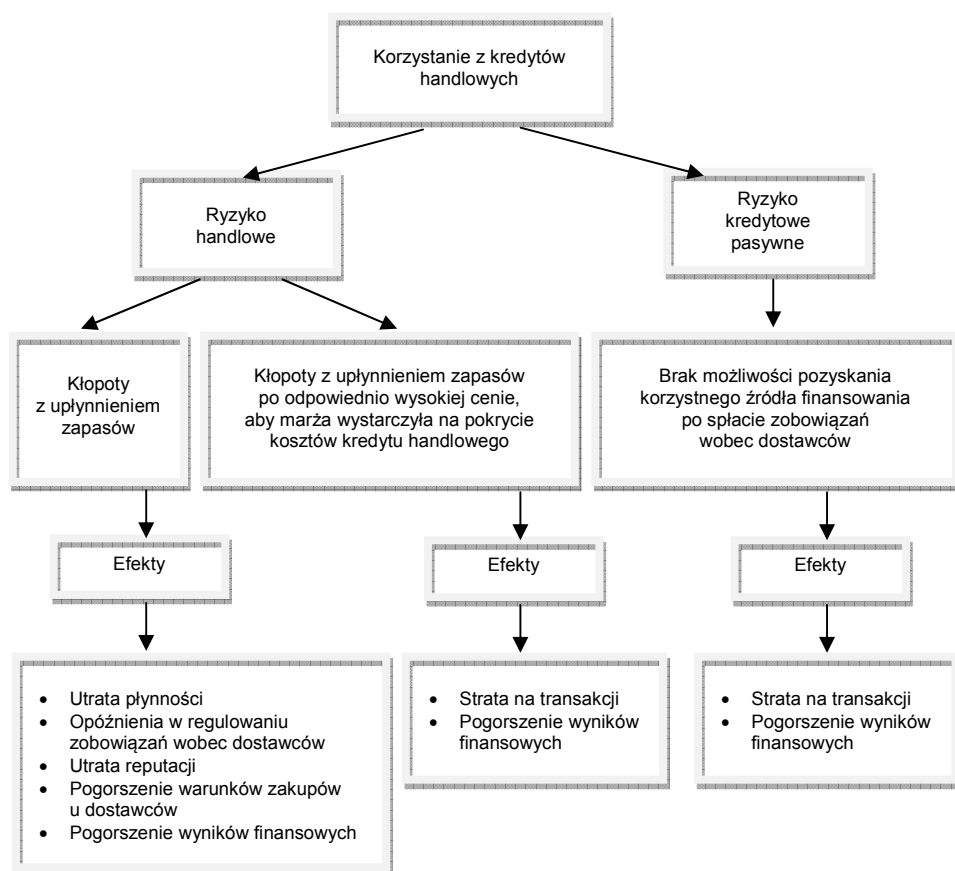 Korzystanie z kredytów
handlowych
Ryzyko
handlowe
Ryzyko
kredytowe
pasywne
Kłopoty
z upłynnieniem
zapasów
Kłopoty z upłynnieniem zapasów
po odpowiednio wysokiej cenie,
aby marża wystarczyła na pokrycie
kosztów kredytu handlowego
Brak możliwości pozyskania
korzystnego źródła finansowania
po spłacie zobowiązań
wobec dostawców
Efekty
Efekty
Efekty
• Utrata płynności
• Opóźnienia w regulowaniu
zobowiązań wobec dostawców
• Utrata reputacji
• Pogorszenie warunków zakupów
u dostawców
• Pogorszenie wyników finansowych
• Strata na transakcji
• Pogorszenie wyników
finansowych
• Strata na transakcji
• Pogorszenie wyników
finansowych